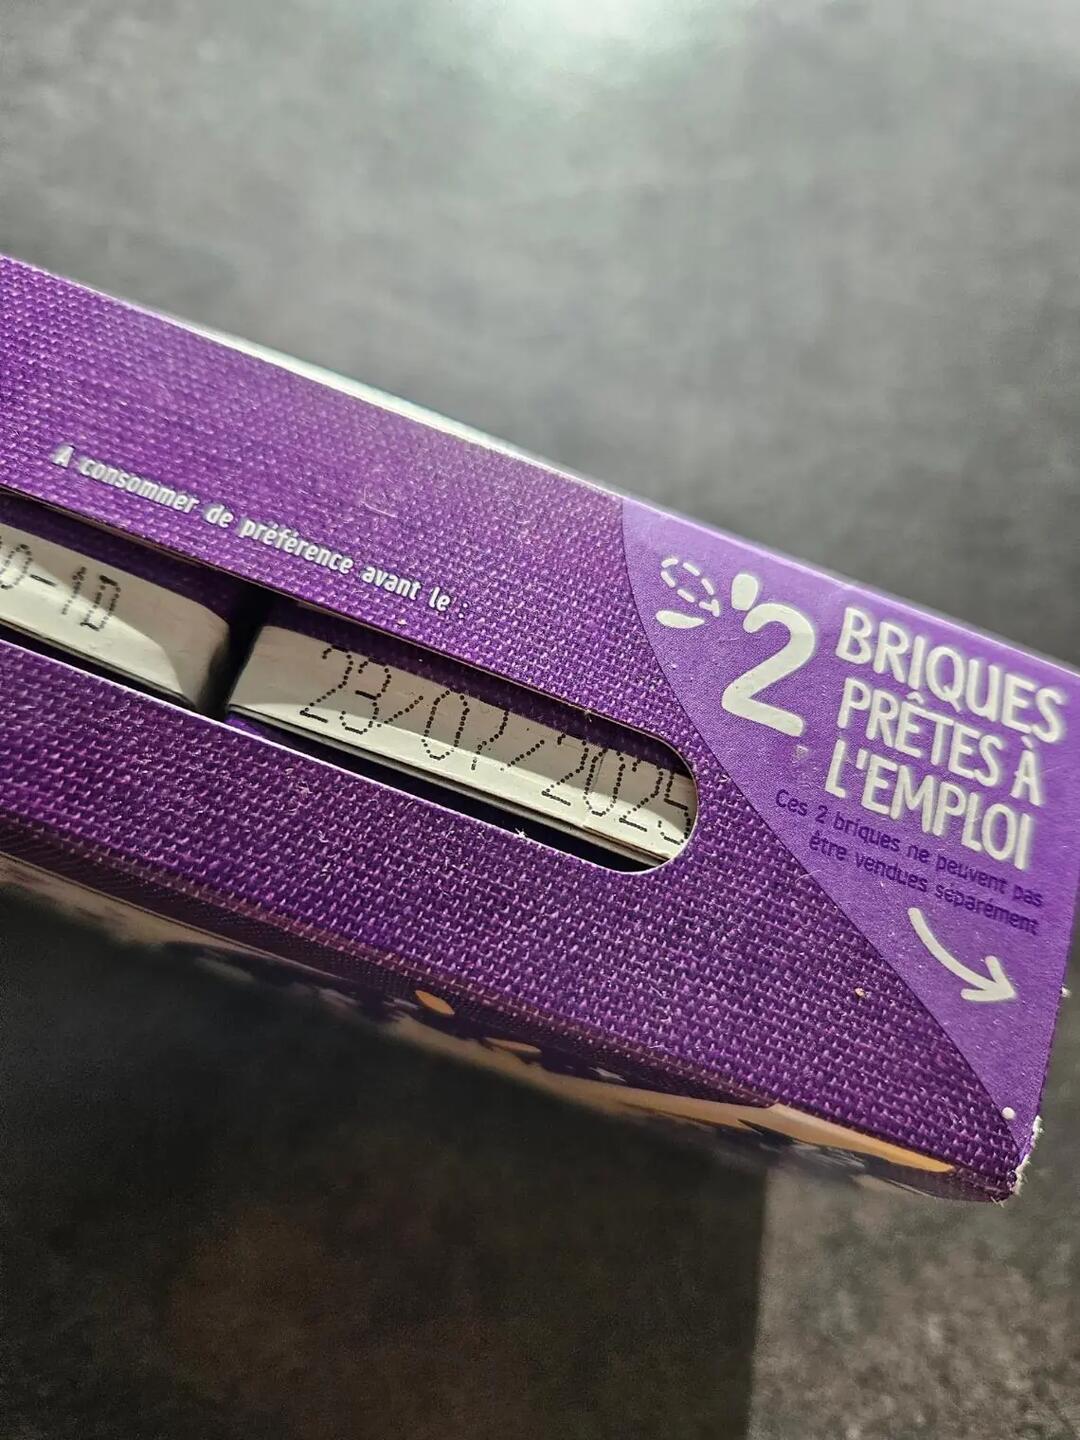 A consommer de préférence avant le :
23/07/2025
2
BRIQUES
PRÊTES À
L'EMPLOI
Ces 2 briques ne peuvent pas
être vendues séparément